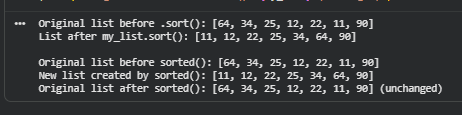 Original list before .sort(): [64, 34, 25, 12, 22, 11, 90]
List after my_list.sort(): [11, 12, 22, 25, 34, 64, 90]
Original list before sorted(): [64, 34, 25, 12, 22, 11, 90]
New list created by sorted(): [11, 12, 22, 25, 34, 64, 90]
Original list after sorted(): [64, 34, 25, 12, 22, 11, 90] (unchanged)